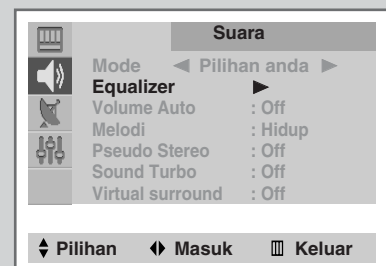 Suara
Mode ◀ Pilihan anda ▶
Equalizer ▶
Volume Auto : Off
Melodi : Hidup
Pseudo Stereo : Off
Sound Turbo : Off
Virtual surround : Off
Pilihan Masuk Keluar